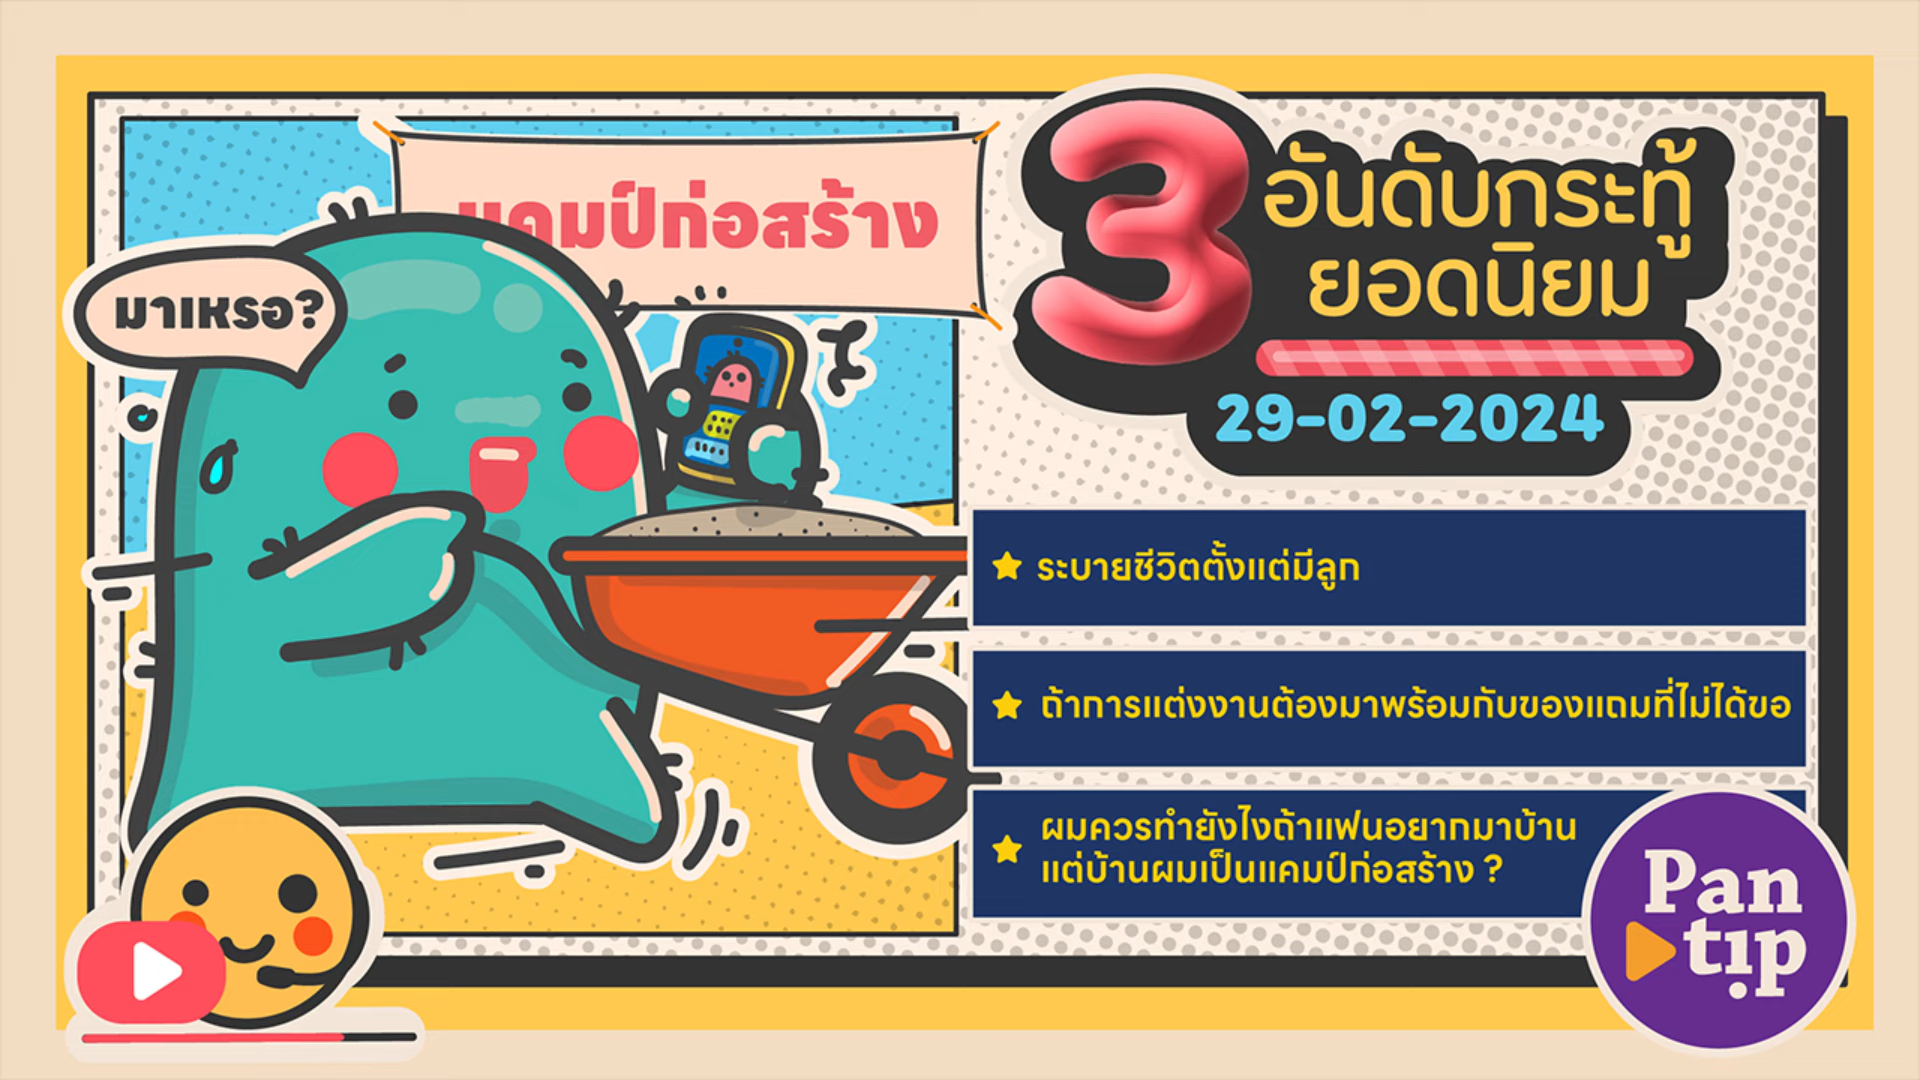 แคมป์ก่อสร้าง
มาเหรอ?
3
อันดับกระทู้
ยอดนิยม
29-02-2024
ระบายชีวิตตั้งแต่มีลูก
ถ้าการแต่งงานต้องมาพร้อมกับของแถมที่ไม่ได้ขอ
ผมควรทำยังไงถ้าแฟนอยากมาบ้าน
แต่บ้านผมเป็นแคมป์ก่อสร้าง ?
Pan
tip